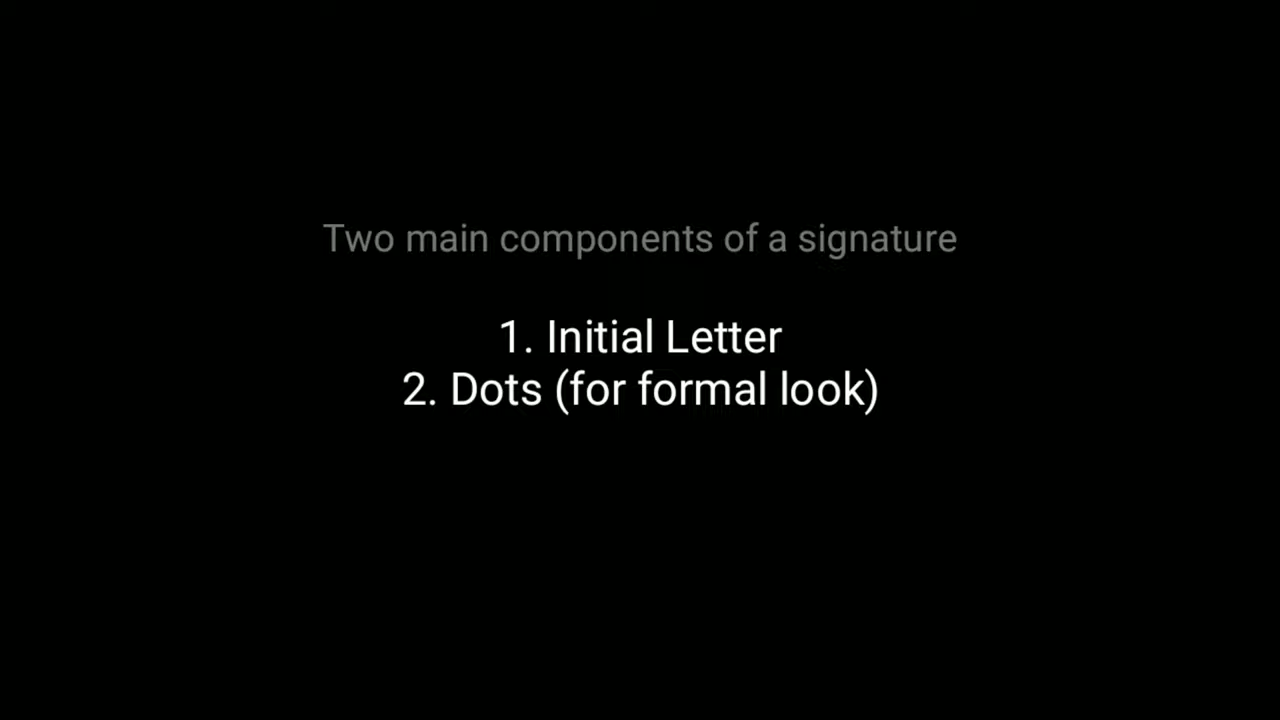 Two main components of a signature
1. Initial Letter
2. Dots (for formal look)